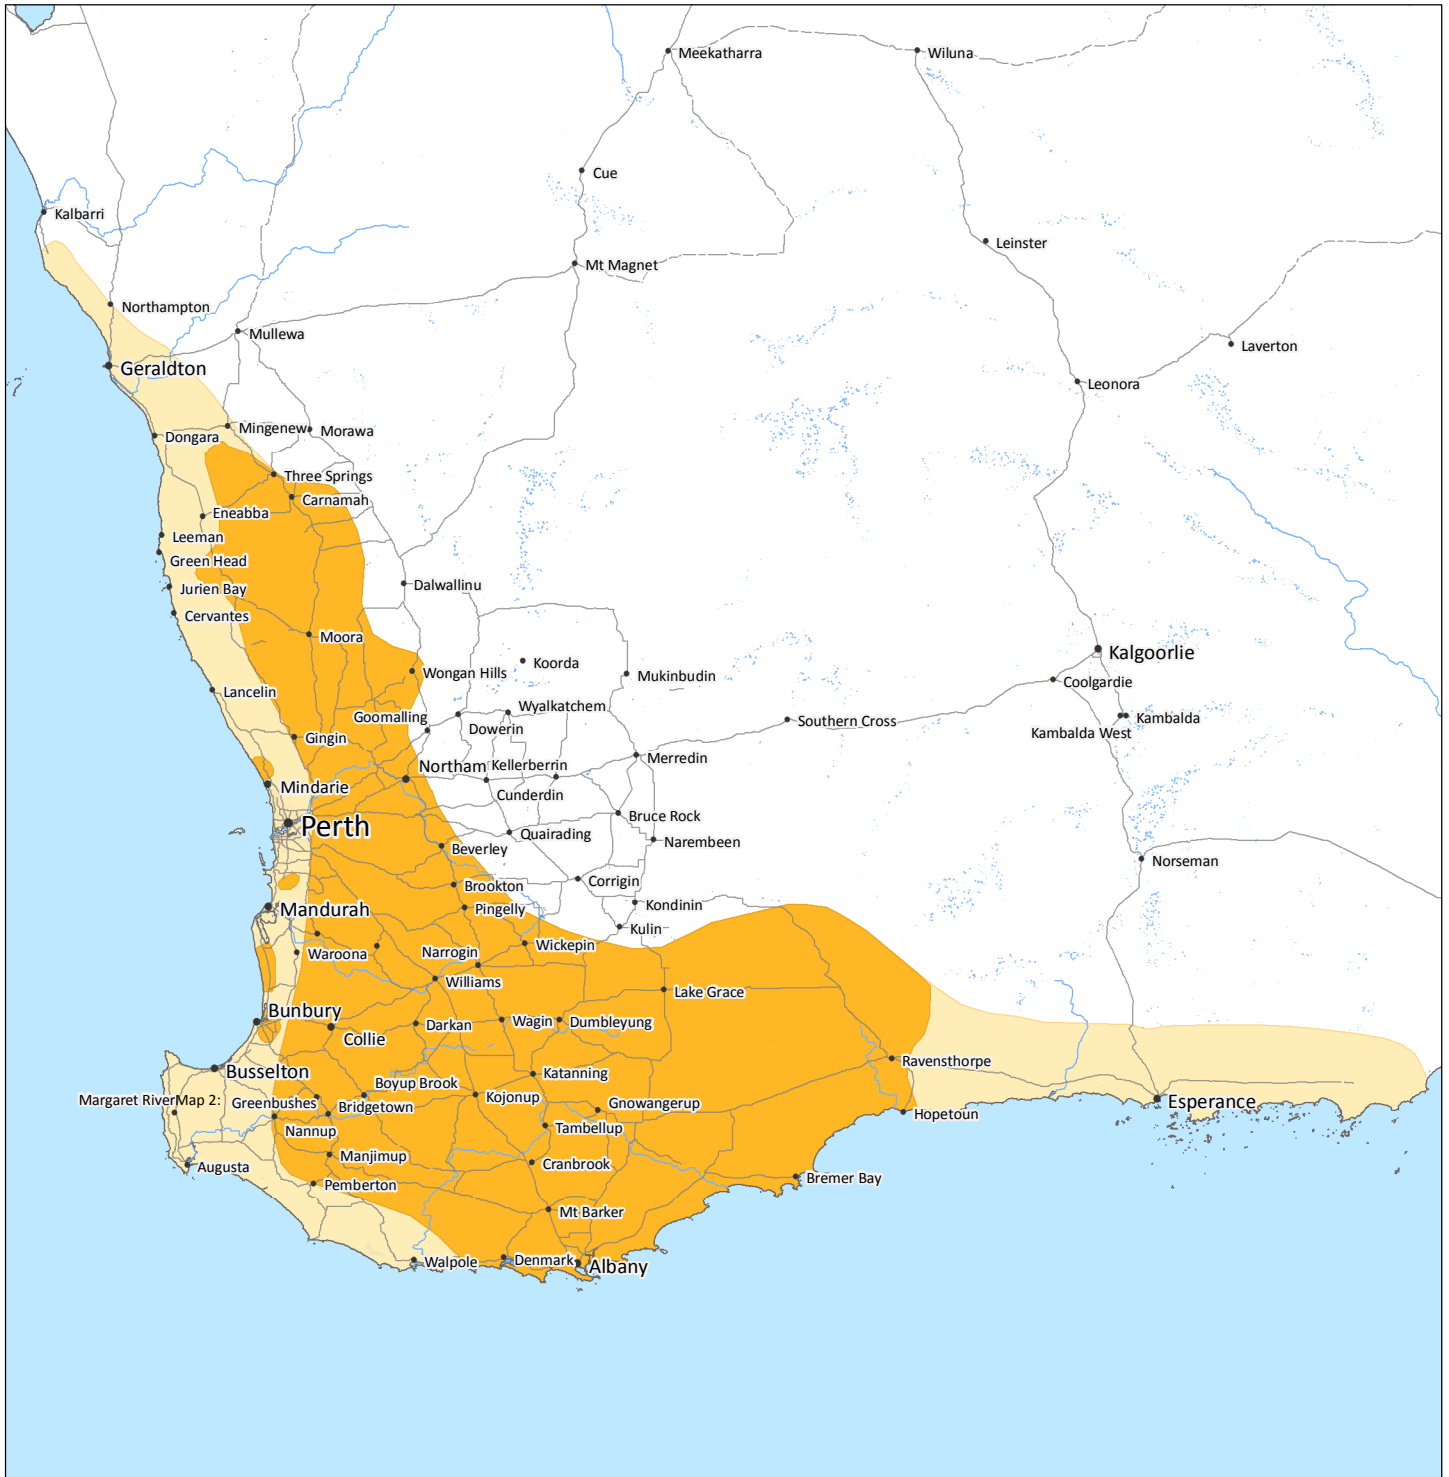 Meekatharra
Wiluna
Cue
Kalbarri
Leinster
Mt Magnet
Northampton
Mullewa
Laverton
Geraldton
Leonora
Mingenew
Morawa
Dongara
Three Springs
Carnamah
Eneabba
Leeman
Green Head
Dalwallinu
Jurien Bay
Cervantes
Moora
Kalgoorlie
Koorda
Wongan Hills
Mukinbudin
Coolgardie
Lancelin
Wyalkatchem
Goomalling
Kambalda
Southern Cross
Dowerin
Kambalda West
Gingin
Merredin
Northam
Kellerberrin
Mindarie
Cunderdin
Bruce Rock
Perth
Quairading
Narembeen
Beverley
Norseman
Corrigin
Brookton
Kondinin
Mandurah
Pingelly
Kulin
Wickepin
Narrogin
Waroona
Williams
Lake Grace
Bunbury
Wagin
Dumbleyung
Darkan
Collie
Ravensthorpe
Busselton
Katanning
Boyup Brook
Kojonup
Margaret RiverMap 2:
Greenbushes
Esperance
Gnowangerup
Bridgetown
Hopetoun
Nannup
Tambellup
Manjimup
Cranbrook
Augusta
Bremer Bay
Pemberton
Mt Barker
Walpole
Denmark
Albany